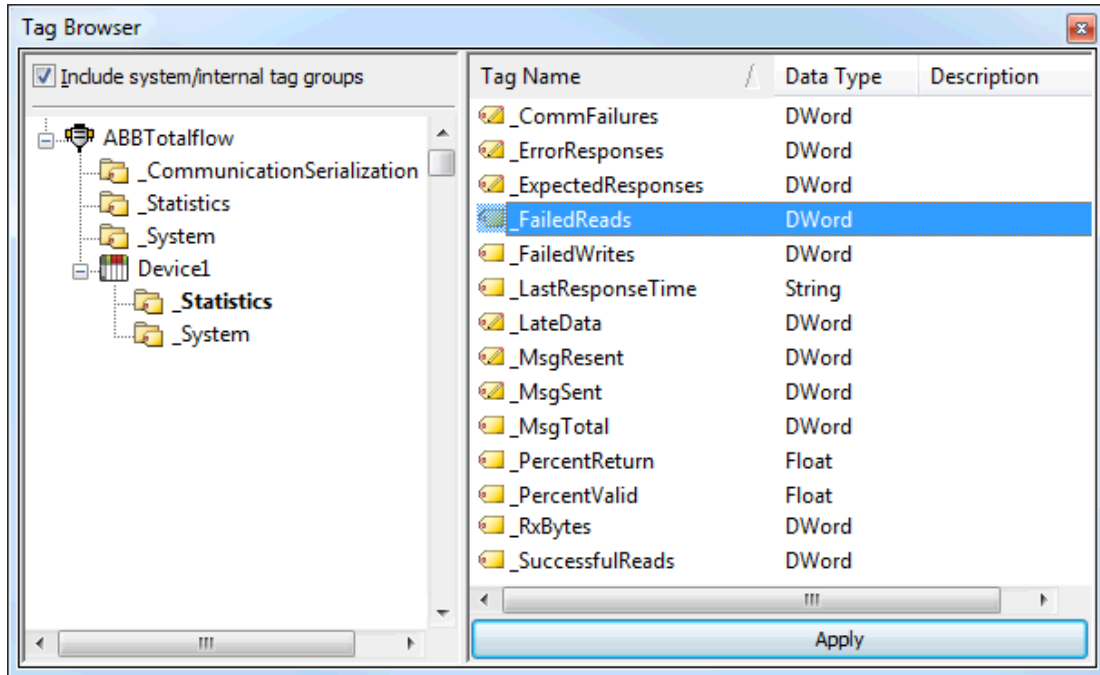 Tag Browser
Include system/internal tag groups
ABBTotalflow
_CommunicationSerialization
_Statistics
_System
Device1
_Statistics
_System
Tag Name Data Type Description
_CommFailures DWord
_ErrorResponses DWord
_ExpectedResponses DWord
_FailedReads DWord
_FailedWrites DWord
_LastResponseTime String
_LateData DWord
_MsgResent DWord
_MsgSent DWord
_MsgTotal DWord
_PercentReturn Float
_PercentValid Float
_RxBytes DWord
_SuccessfulReads DWord
Apply